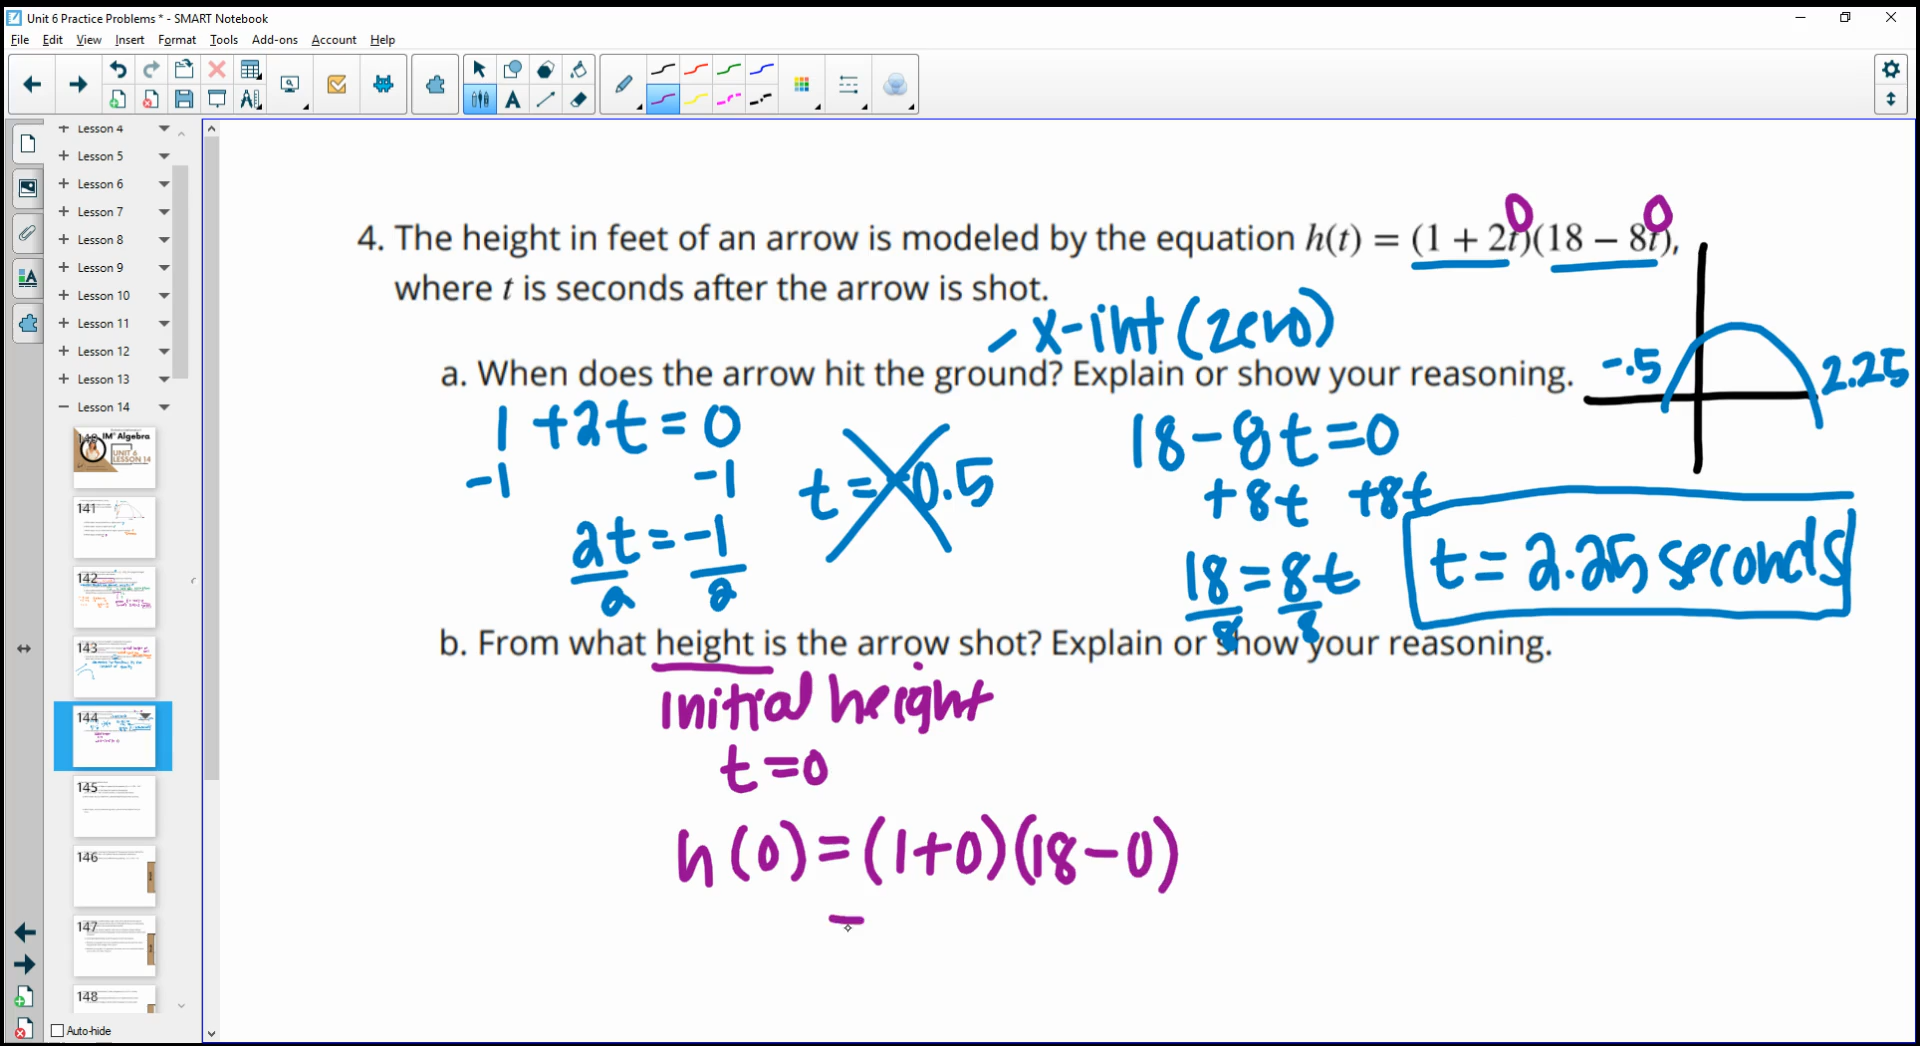 Unit 6 Practice Problems * - SMART Notebook
File Edit View Insert Format Tools Add-ons Account Help
Lesson 4
Lesson 5
Lesson 6
Lesson 7
Lesson 8
Lesson 9
Lesson 10
Lesson 11
Lesson 12
Lesson 13
Lesson 14
IM® Algebra
UNIT 6
LESSON 14
141
142
143
144
145
146
147
148
Auto-hide
0 0
4. The height in feet of an arrow is modeled by the equation h(t) = (1 + 2t)(18 − 8t),
where t is seconds after the arrow is shot.
- x-int (zero)
-.5 2.25
a. When does the arrow hit the ground? Explain or show your reasoning.
1 + 2t = 0
-1 -1
2t = -1
2 2
t = -0.5
18 - 8t = 0
+8t +8t
18 = 8t
8 8
t = 2.25 seconds
b. From what height is the arrow shot? Explain or show your reasoning.
initial height
t = 0
h(0) = (1+0)(18-0)